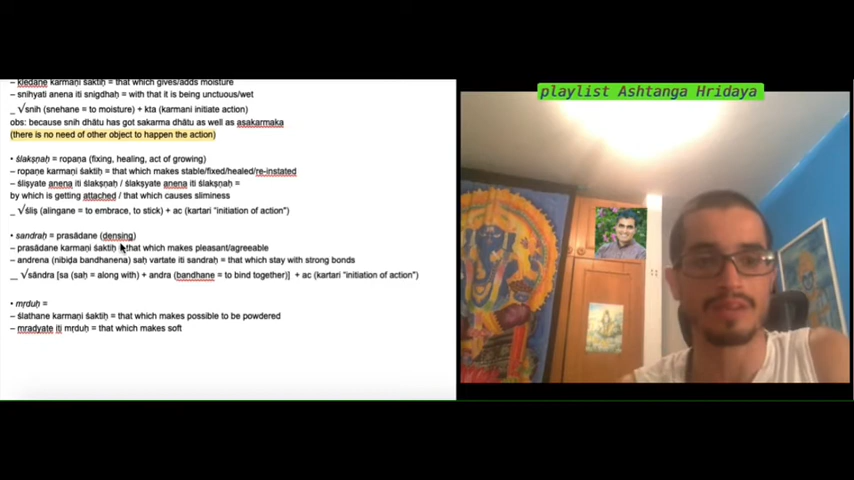 kledane karmaṇi śaktiḥ = that which gives/adds moisture
– snihyati anena iti snigdhaḥ = with that it is being unctuous/wet
_ √snih (snehane = to moisture) + kta (karmani initiate action)
obs: because snih dhātu has got sakarma dhātu as well as asakarmaka
(there is no need of other object to happen the action)
• ślakṣṇaḥ = ropaṇa (fixing, healing, act of growing)
– ropaṇe karmaṇi śaktiḥ = that which makes stable/fixed/healed/re-instated
– śliṣyate anena iti ślakṣṇaḥ / ślakṣyate anena iti ślakṣṇaḥ =
by which is getting attached / that which causes sliminess
_ √śliṣ (alingane = to embrace, to stick) + ac (kartari "initiation of action")
• sandraḥ = prasādane (densing)
– prasādane karmaṇi śaktiḥ = that which makes pleasant/agreeable
– andrena (nibiḍa bandhanena) saḥ vartate iti sandraḥ = that which stay with strong bonds
__ √sāndra [sa (saḥ = along with) + andra (bandhane = to bind together)] + ac (kartari "initiation of action")
• mṛduḥ =
– ślathane karmaṇi śaktiḥ = that which makes possible to be powdered
– mradyate iti mṛduḥ = that which makes soft
playlist Ashtanga Hridaya